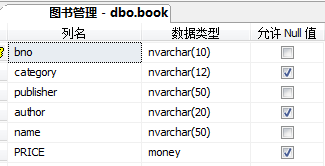 图书管理 - dbo.book
列名 数据类型 允许 Null 值
bno nvarchar(10)
category nvarchar(12)
publisher nvarchar(50)
author nvarchar(20)
name nvarchar(50)
PRICE money